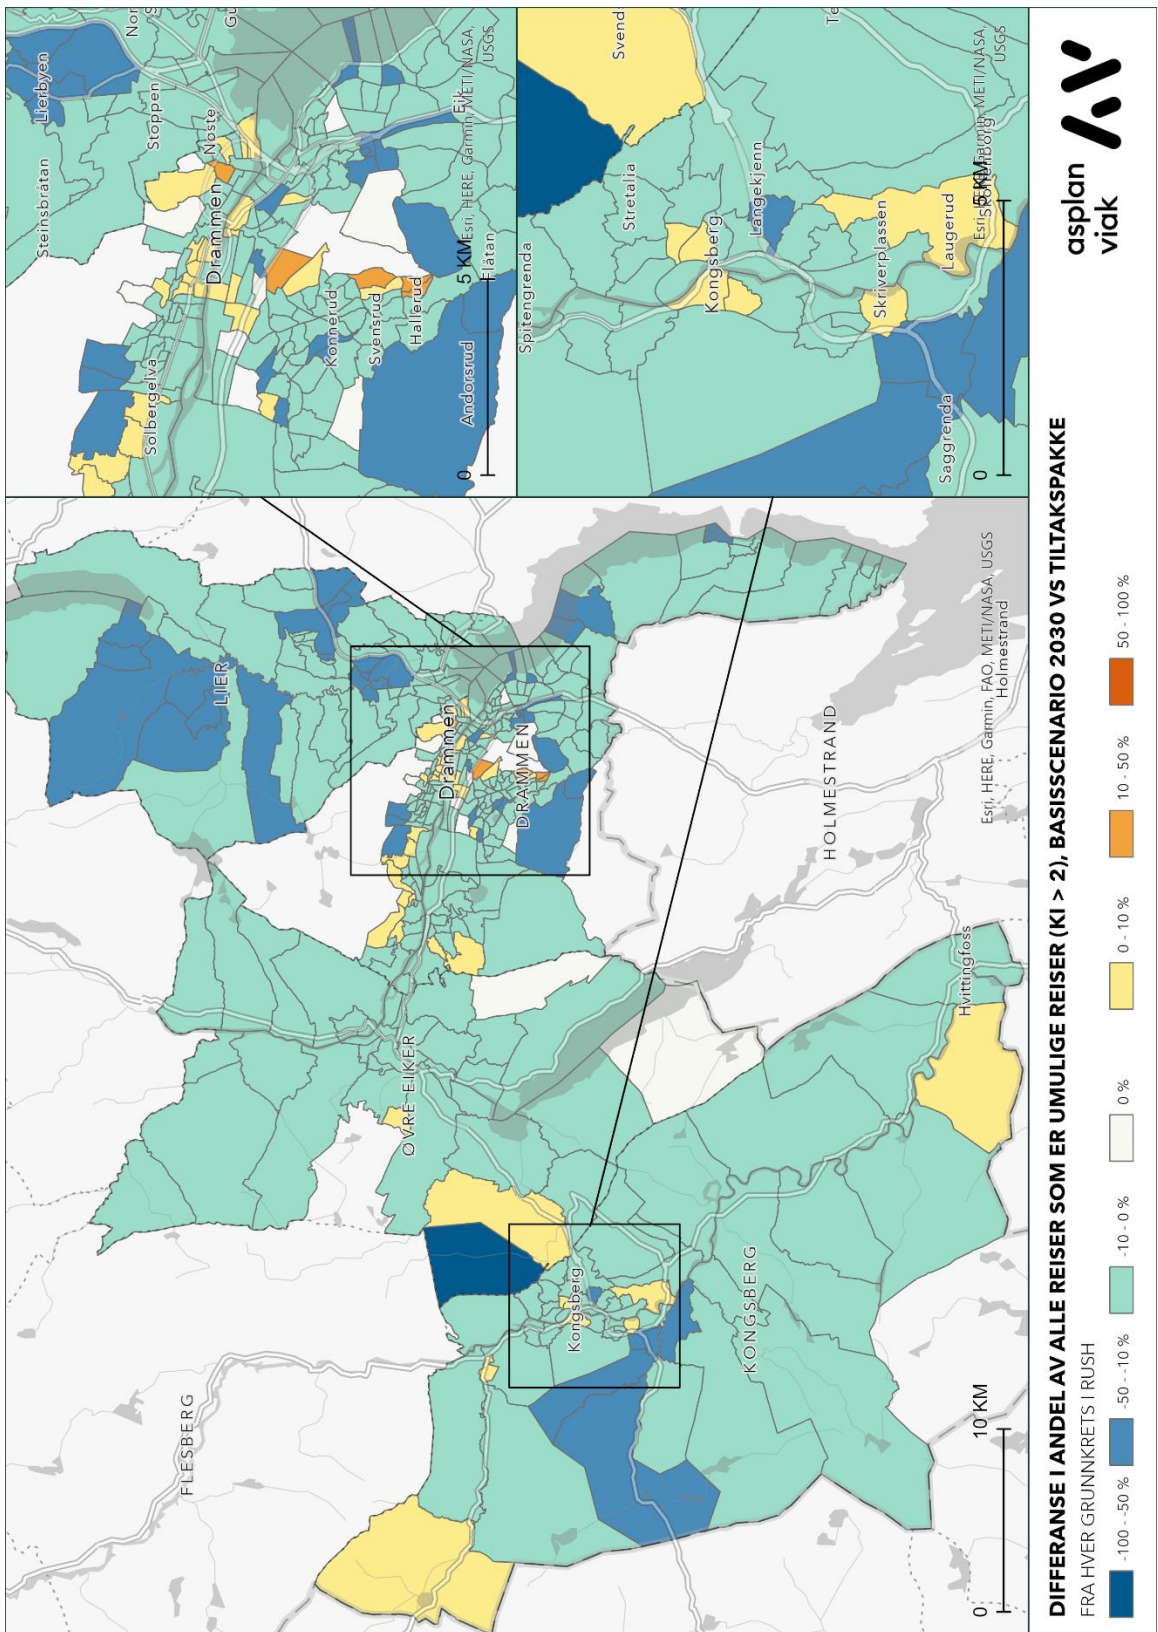 FLESBERG
ØVRE EIKER
LIER
Drammen
DRAMMEN
Kongsberg
KONGSBERG
HOLMESTRAND
Holmestrand
Hvittingfoss
Esri, HERE, Garmin, FAO, METI/NASA, USGS
0 10 KM
Steinsbråtan
Lierbyen
Stoppen
Nøste
Solbergelva
Drammen
Konnerud
Svensrud
Hallerud
Andorsrud
Flåtan
Eik
0 5 KM
Esri, HERE, Garmin, METI/NASA,
USGS
Spitengrenda
Stretalia
Svend
Kongsberg
Langekjenn
Skriverplassen
Laugerud
Saggrenda
0 5 KM
USGS
DIFFERANSE I ANDEL AV ALLE REISER SOM ER UMULIGE REISER (KI > 2), BASISSCENARIO 2030 VS TILTAKSPAKKE
FRA HVER GRUNNKRETS I RUSH
-100 - -50 % -50 - -10 % -10 - 0 % 0 % 0 - 10 % 10 - 50 % 50 - 100 %
asplan
viak